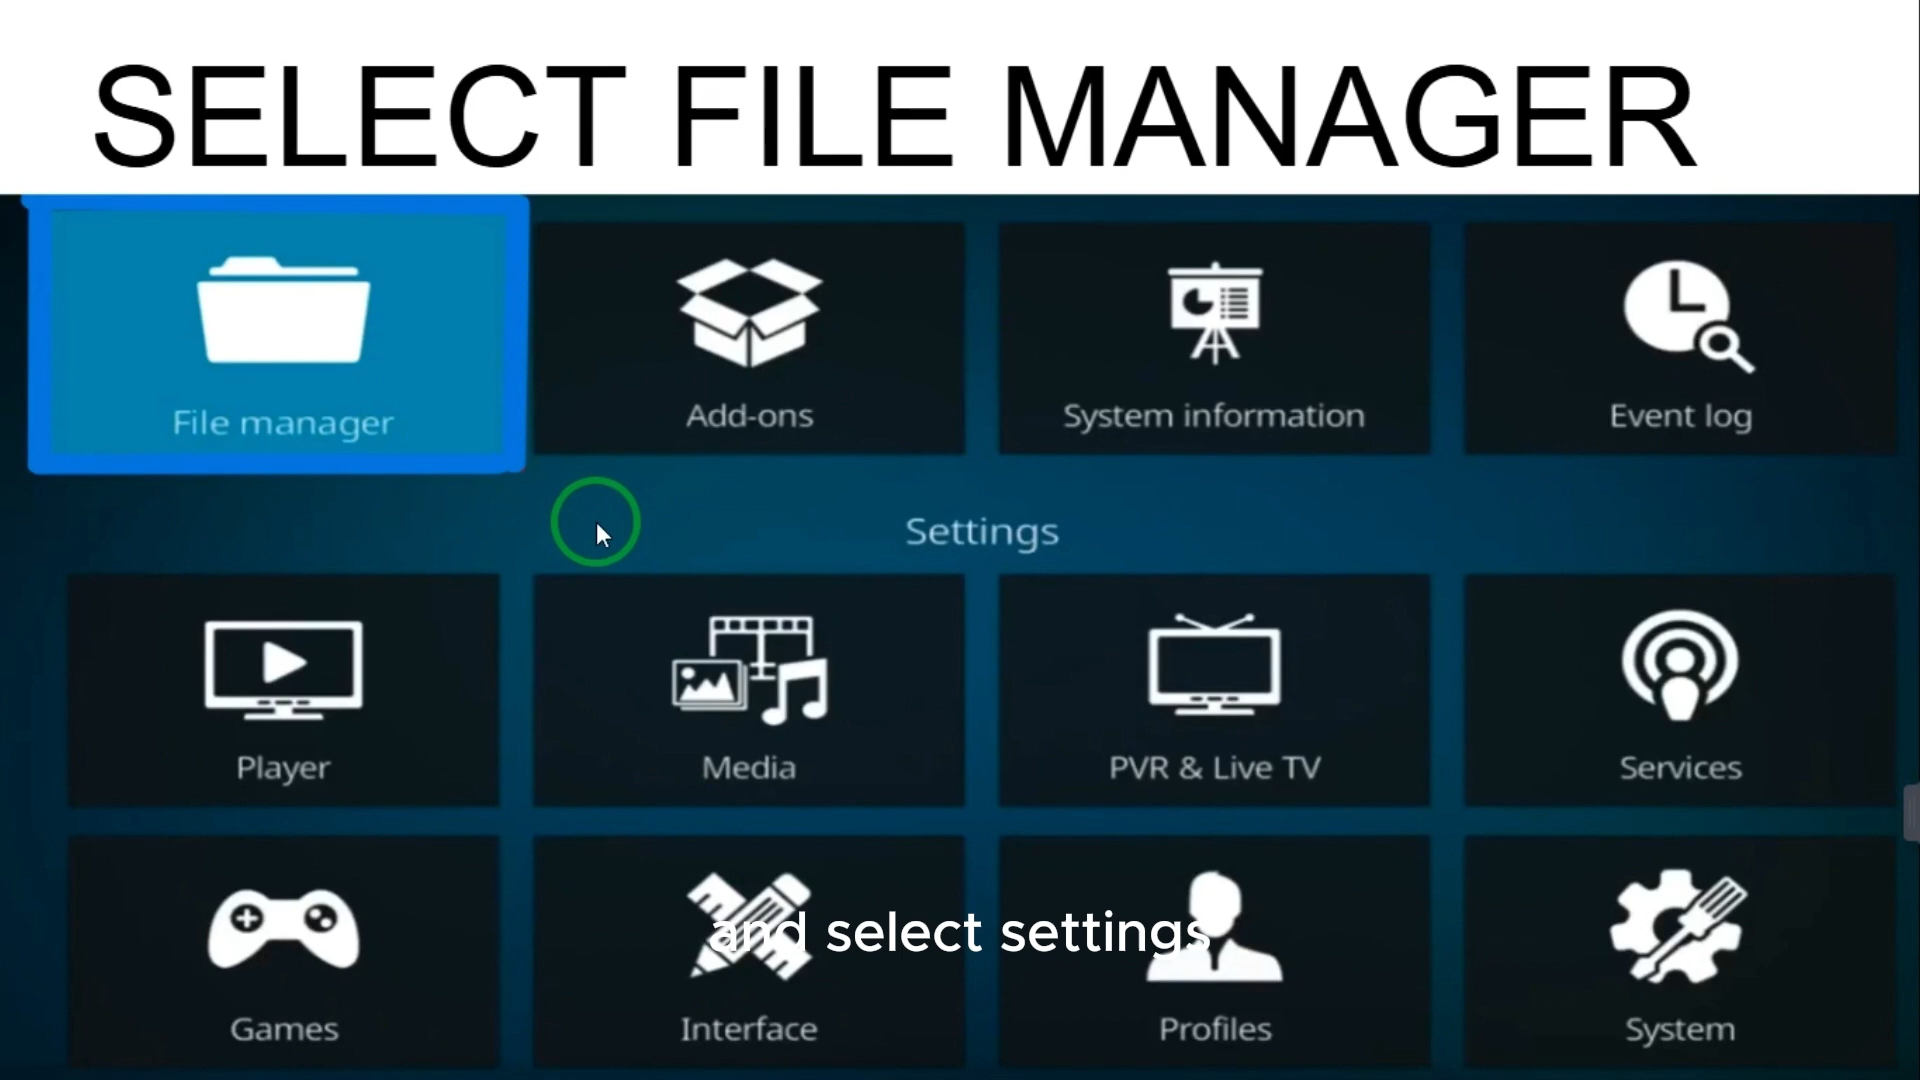 SELECT FILE MANAGER
File manager
Add-ons
System information
Event log
Settings
Player
Media
PVR & Live TV
Services
and select settings
Games
Interface
Profiles
System